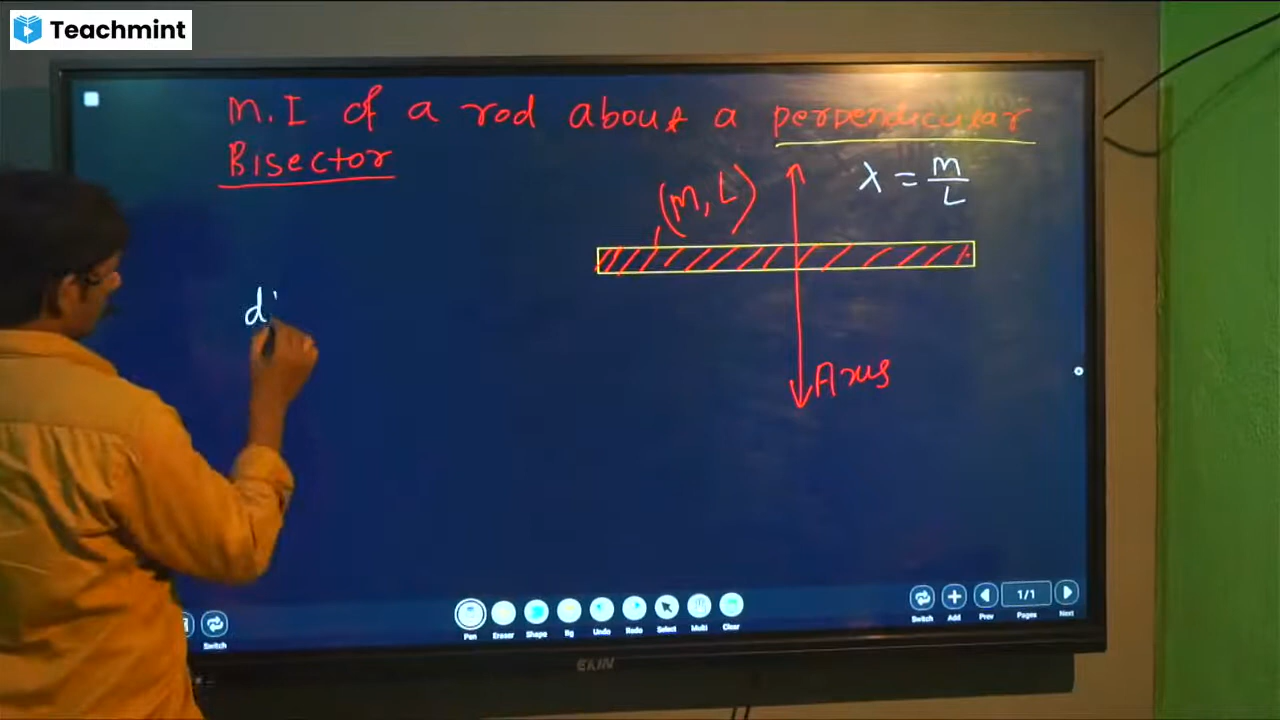 Teachmint
M.I of a rod about a perpendicular
Bisector
(M, L)
λ = M/L
d
Axis
Switch
Pen Eraser Shape Bg Undo Redo Select Multi Clear
Switch Add Prev 1/1 Pages Next